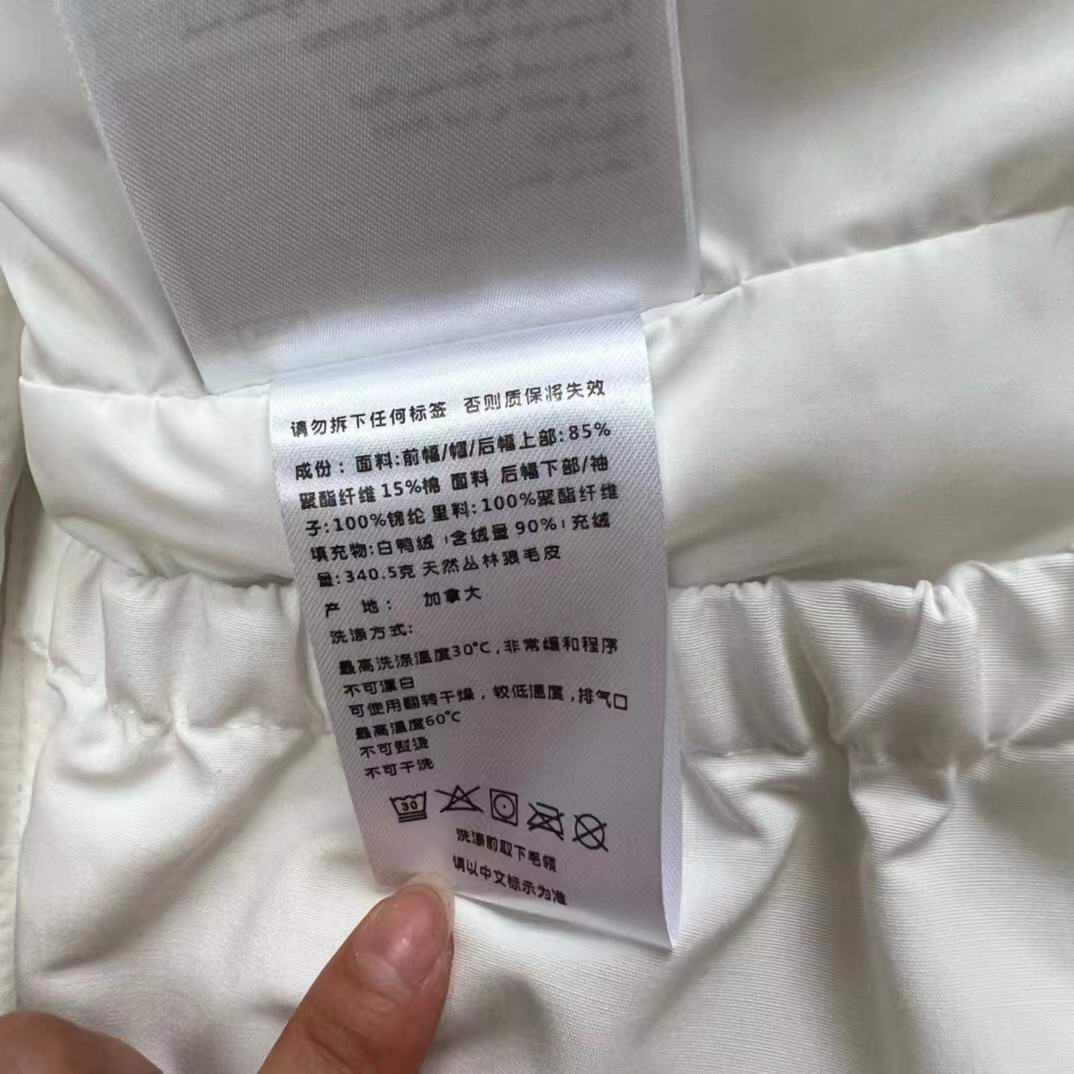 请勿拆下任何标签 否则质保将失效
成份：面料:前幅/帽/后幅上部:85%
聚酯纤维15%棉 面料 后幅下部/袖
子:100%锦纶 里料:100%聚酯纤维
填充物:白鸭绒，含绒量90%，充绒
量:340.5克 天然丛林狼毛皮
产 地： 加拿大
洗涤方式:
最高洗涤温度30℃,非常缓和程序
不可漂白
可使用翻转干燥，较低温度,排气口
最高温度60℃
不可熨烫
不可干洗
30
洗涤前取下毛领
请以中文标示为准